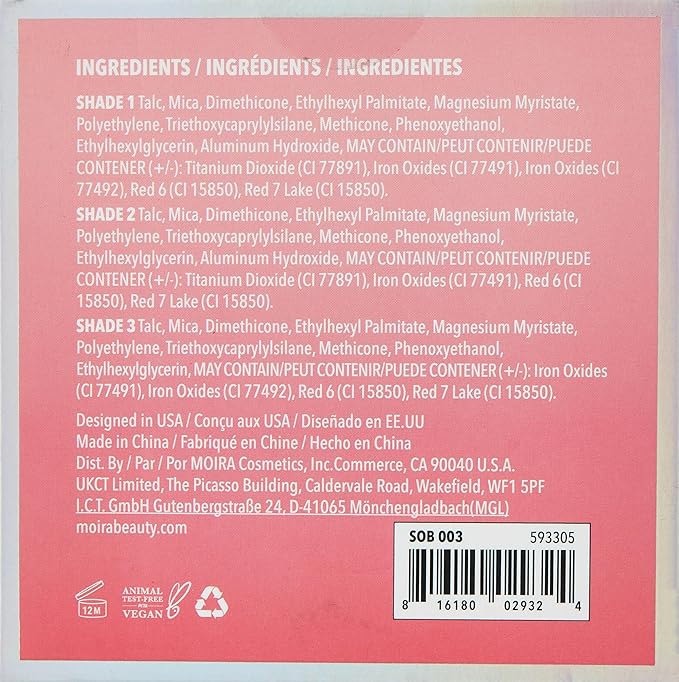 INGREDIENTS / INGRÉDIENTS / INGREDIENTES
SHADE 1 Talc, Mica, Dimethicone, Ethylhexyl Palmitate, Magnesium Myristate,
Polyethylene, Triethoxycaprylylsilane, Methicone, Phenoxyethanol,
Ethylhexylglycerin, Aluminum Hydroxide, MAY CONTAIN/PEUT CONTENIR/PUEDE
CONTENER (+/-): Titanium Dioxide (CI 77891), Iron Oxides (CI 77491), Iron Oxides (CI
77492), Red 6 (CI 15850), Red 7 Lake (CI 15850).
SHADE 2 Talc, Mica, Dimethicone, Ethylhexyl Palmitate, Magnesium Myristate,
Polyethylene, Triethoxycaprylylsilane, Methicone, Phenoxyethanol,
Ethylhexylglycerin, Aluminum Hydroxide, MAY CONTAIN/PEUT CONTENIR/PUEDE
CONTENER (+/-): Titanium Dioxide (CI 77891), Iron Oxides (CI 77491), Red 6 (CI
15850), Red 7 Lake (CI 15850).
SHADE 3 Talc, Mica, Dimethicone, Ethylhexyl Palmitate, Magnesium Myristate,
Polyethylene, Triethoxycaprylylsilane, Methicone, Phenoxyethanol,
Ethylhexylglycerin, MAY CONTAIN/PEUT CONTENIR/PUEDE CONTENER (+/-): Iron Oxides
(CI 77491), Iron Oxides (CI 77492), Red 6 (CI 15850), Red 7 Lake (CI 15850).
Designed in USA / Conçu aux USA / Diseñado en EE.UU
Made in China / Fabriqué en Chine / Hecho en China
Dist. By / Par / Por MOIRA Cosmetics, Inc.Commerce, CA 90040 U.S.A.
UKCT Limited, The Picasso Building, Caldervale Road, Wakefield, WF1 5PF
I.C.T. GmbH Gutenbergstraße 24, D-41065 Mönchengladbach(MGL)
moirabeauty.com
SOB 003 593305
8 16180 02932 4
12M
ANIMAL
TEST-FREE
FOR
VEGAN